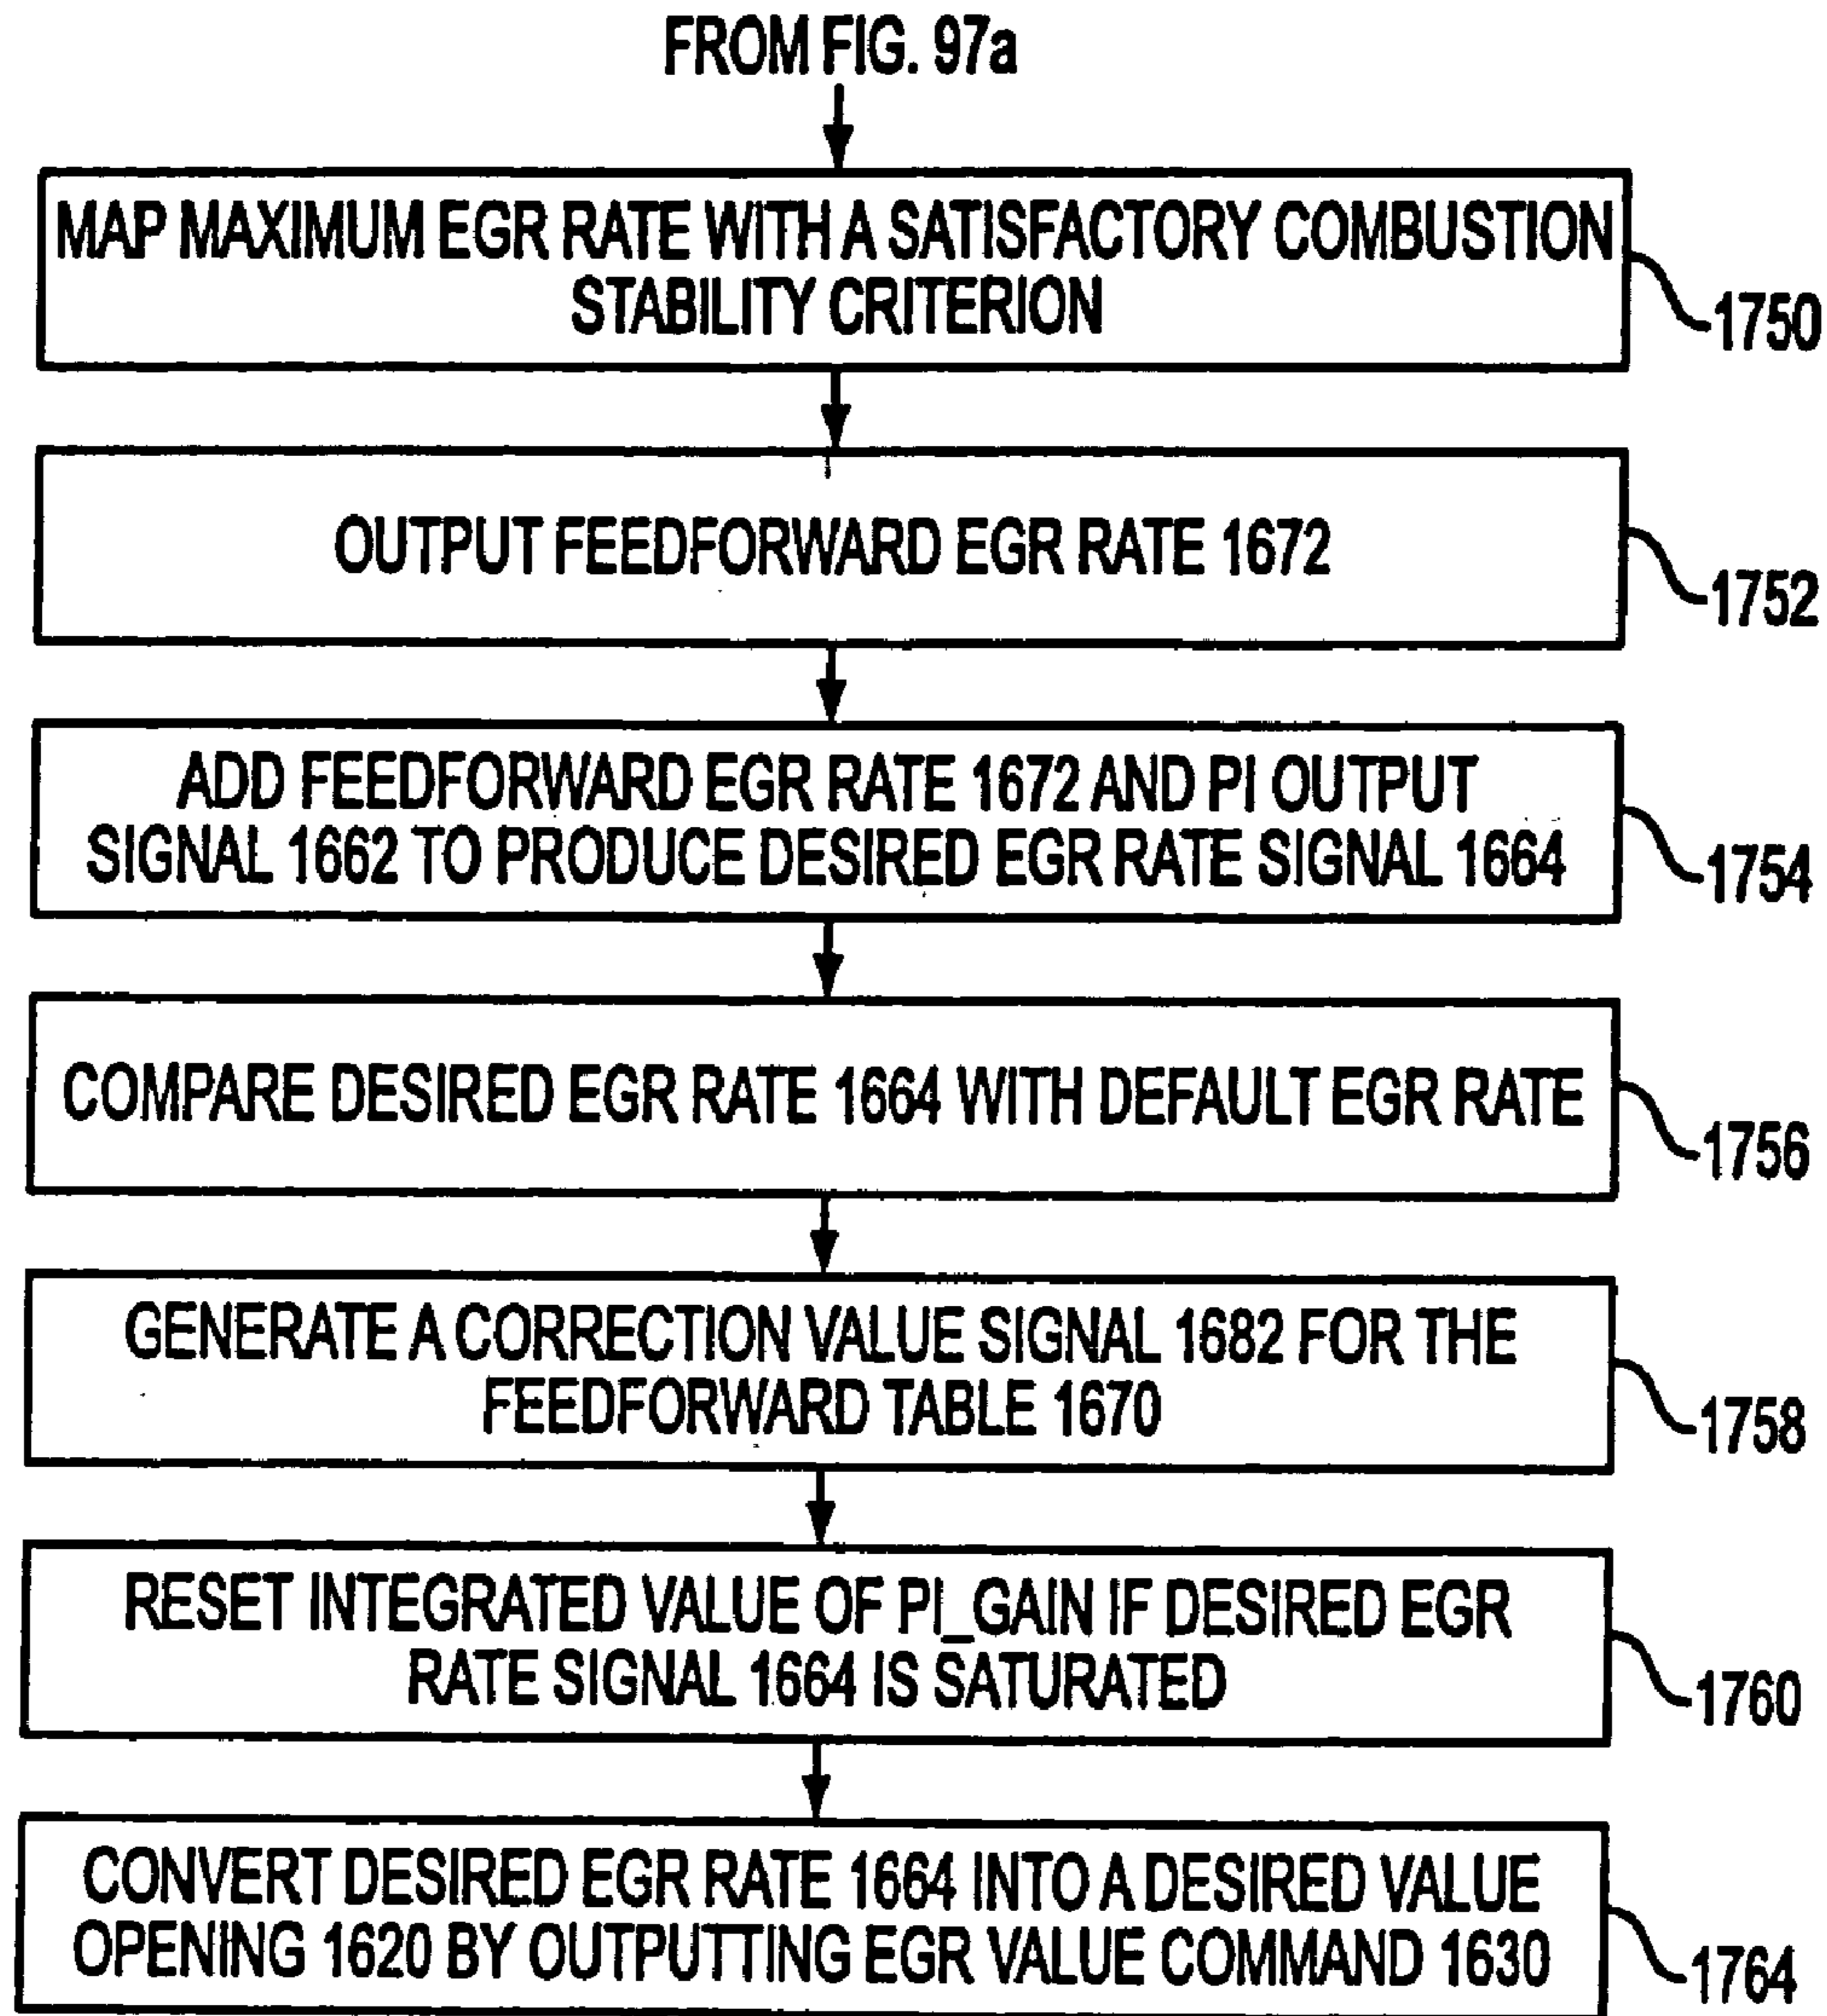 FROM FIG. 97a
MAP MAXIMUM EGR RATE WITH A SATISFACTORY COMBUSTION
STABILITY CRITERION
1750
OUTPUT FEEDFORWARD EGR RATE 1672
1752
ADD FEEDFORWARD EGR RATE 1672 AND PI OUTPUT
SIGNAL 1662 TO PRODUCE DESIRED EGR RATE SIGNAL 1664
1754
COMPARE DESIRED EGR RATE 1664 WITH DEFAULT EGR RATE
1756
GENERATE A CORRECTION VALUE SIGNAL 1682 FOR THE
FEEDFORWARD TABLE 1670
1758
RESET INTEGRATED VALUE OF PI_GAIN IF DESIRED EGR
RATE SIGNAL 1664 IS SATURATED
1760
CONVERT DESIRED EGR RATE 1664 INTO A DESIRED VALUE
OPENING 1620 BY OUTPUTTING EGR VALUE COMMAND 1630
1764